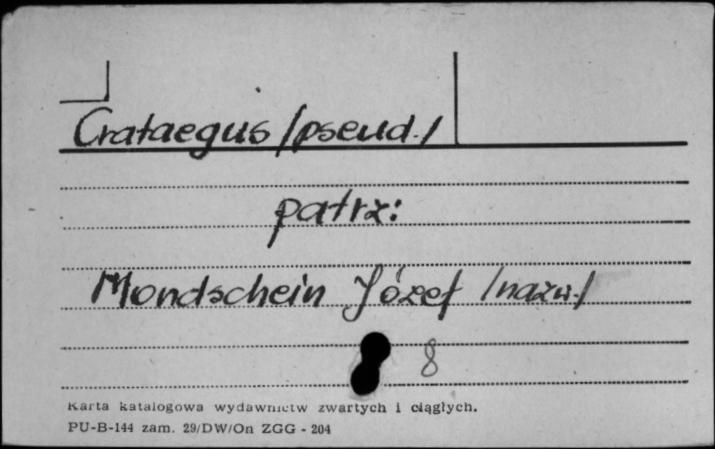 Crataegus /pseud./
patrz:
Mondschein Józef /nazw./
8
Karta katalogowa wydawnictw zwartych i ciągłych.
PU-B-144 zam. 29/DW/On ZGG - 204